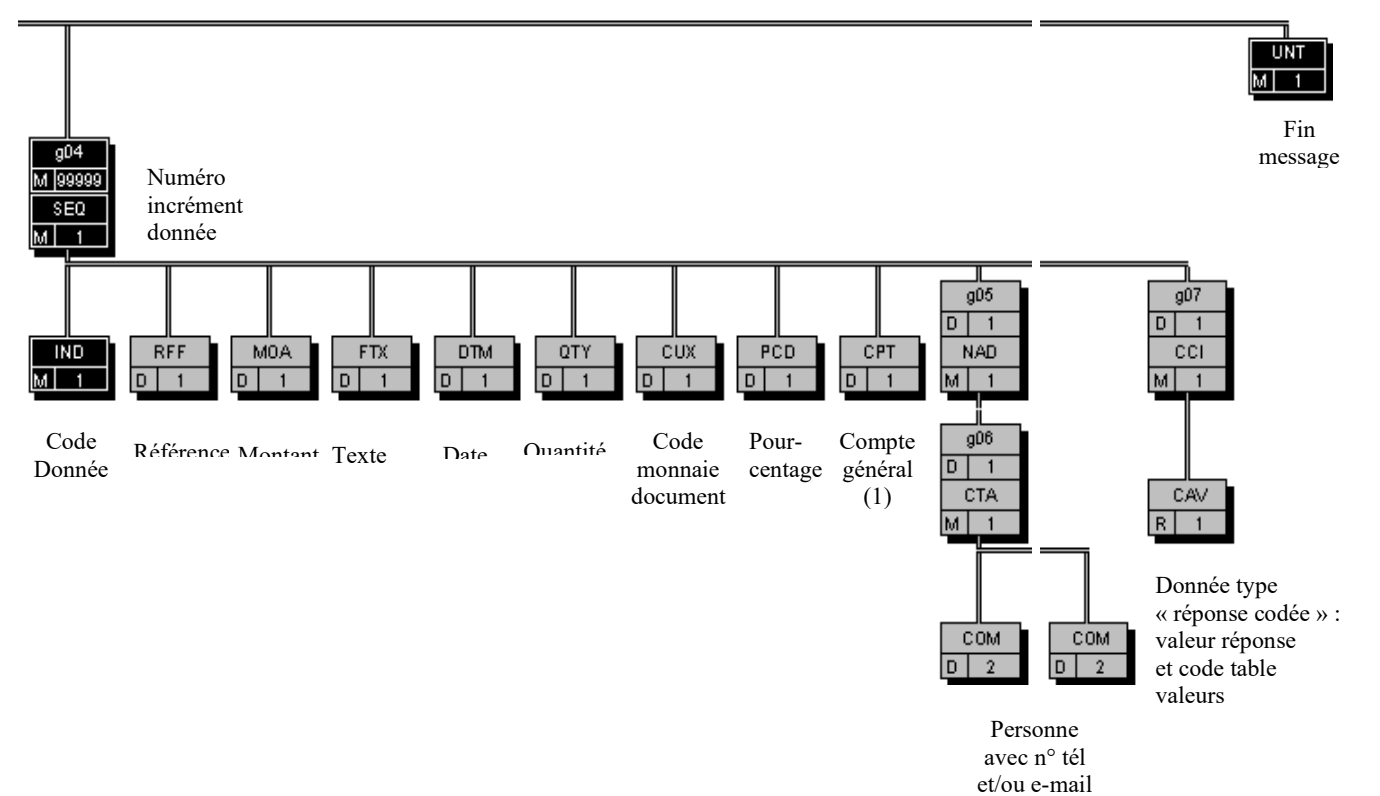 UNT
M 1
Fin
message
g04
M 99999
SEQ
M 1
Numéro
incrément
donnée
IND
M 1
Code
Donnée
RFF
D 1
Référence
MOA
D 1
Montant
FTX
D 1
Texte
DTM
D 1
Date
QTY
D 1
Quantité
CUX
D 1
Code
monnaie
document
PCD
D 1
Pour-
centage
CPT
D 1
Compte
général
(1)
g05
D 1
NAD
M 1
g06
D 1
CTA
M 1
COM
D 2
COM
D 2
Personne
avec n° tél
et/ou e-mail
g07
D 1
CCI
M 1
CAV
R 1
Donnée type
« réponse codée » :
valeur réponse
et code table
valeurs